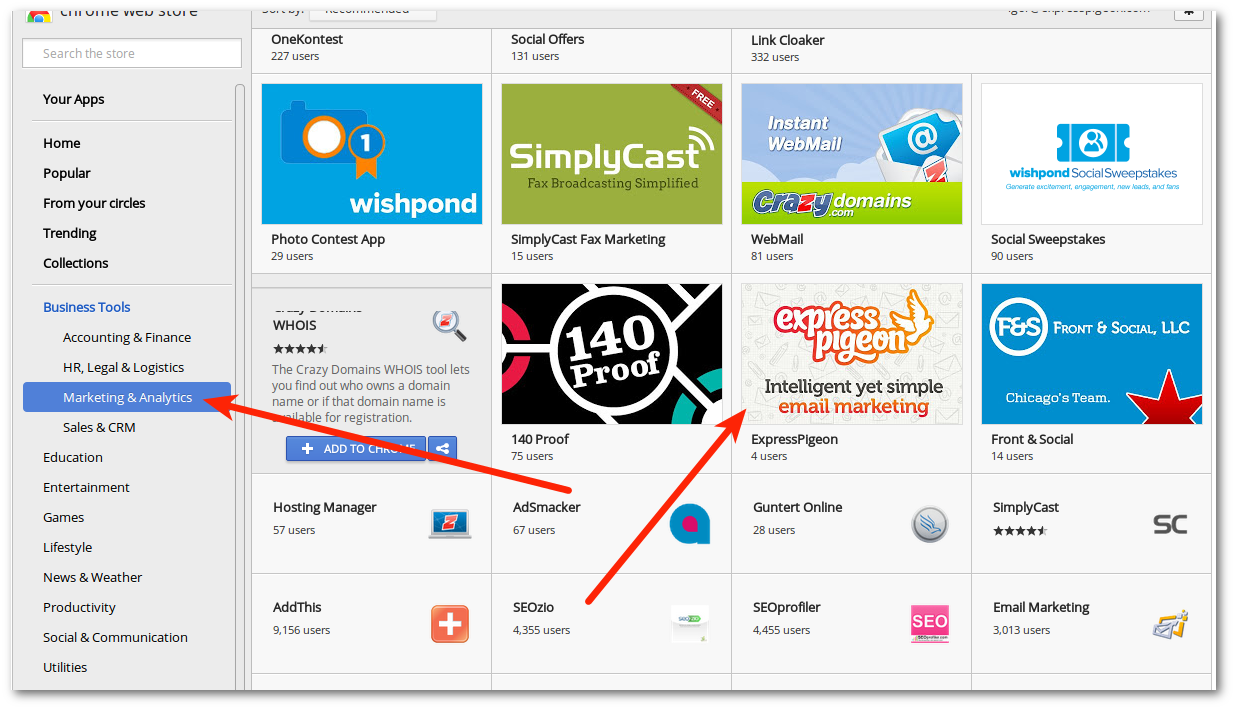 chrome web store
Search the store
Your Apps
Home
Popular
From your circles
Trending
Collections
Business Tools
Accounting & Finance
HR, Legal & Logistics
Marketing & Analytics
Sales & CRM
Education
Entertainment
Games
Lifestyle
News & Weather
Productivity
Social & Communication
Utilities
Sort by:
Recommended
igor@expresspigeon.com
OneKontest
227 users
Social Offers
131 users
Link Cloaker
332 users
1
wishpond
Photo Contest App
29 users
FREE
SimplyCast
Fax Broadcasting Simplified
SimplyCast Fax Marketing
15 users
Instant
WebMail
@
Z
Crazy domains
.com
WebMail
81 users
wishpond SocialSweepstakes
Generate excitement, engagement, new leads, and fans
Social Sweepstakes
90 users
Crazy Domains
WHOIS
The Crazy Domains WHOIS tool lets
you find out who owns a domain
name or if that domain name is
available for registration.
ADD TO CHROME
140
Proof
140 Proof
75 users
express
pigeon
Intelligent yet simple
email marketing
ExpressPigeon
4 users
F&S FRONT & SOCIAL, LLC
Chicago's Team.
Front & Social
14 users
Hosting Manager
57 users
Z
AdSmacker
67 users
a
Guntert Online
28 users
SimplyCast
SC
AddThis
9,156 users
SEOzio
4,355 users
SEOprofiler
4,455 users
SEO
SEOprofiler.com
Email Marketing
3,013 users